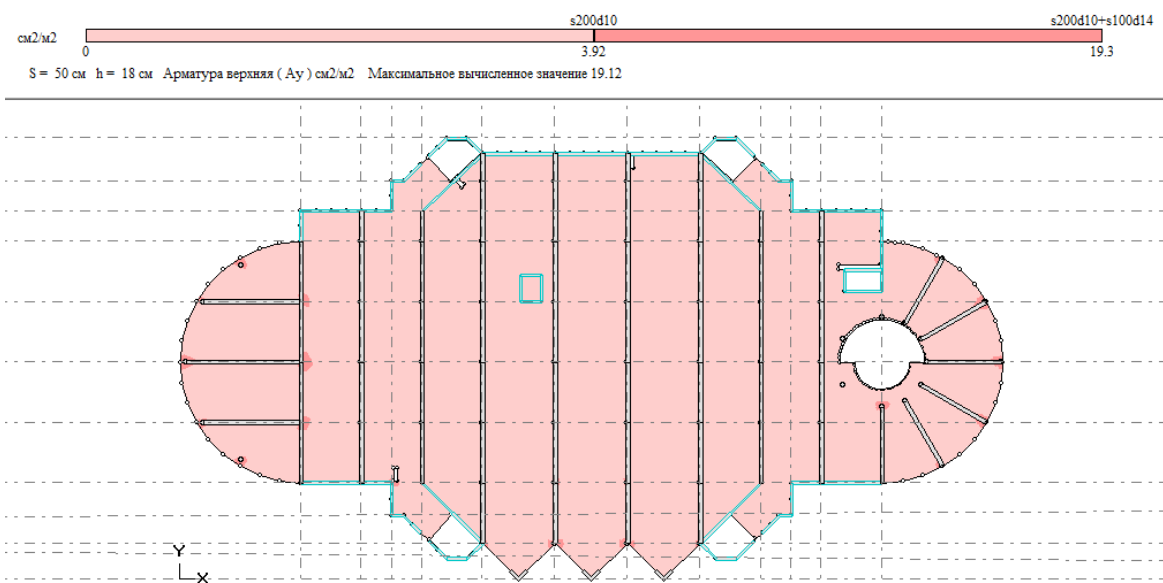 s200d10 s200d10+s100d14
см2/м2
0 3.92 19.3
S = 50 см h = 18 см Арматура верхняя ( Ay ) см2/м2 Максимальное вычисленное значение 19.12
Y
X